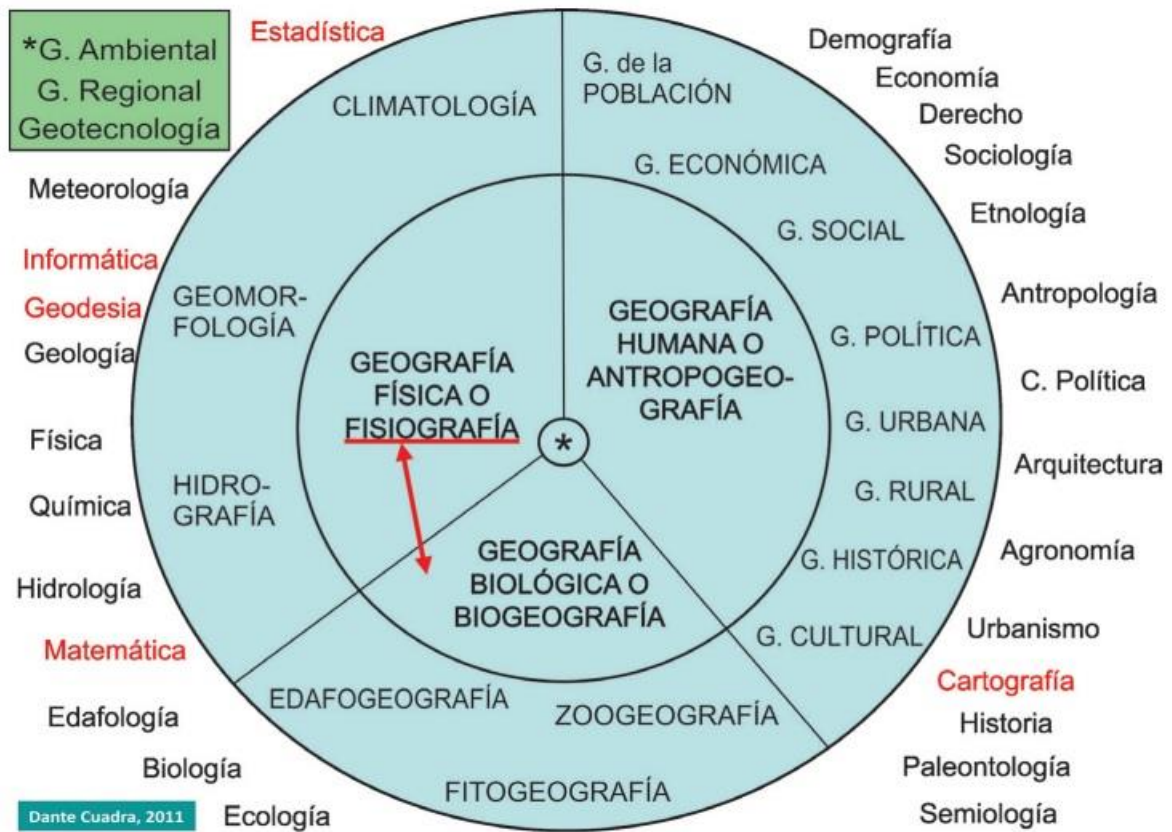 *G. Ambiental
G. Regional
Geotecnología
Estadística
Meteorología
Informática
Geodesia
Geología
Física
Química
Hidrología
Matemática
Edafología
Biología
Ecología
Dante Cuadra, 2011
CLIMATOLOGÍA
GEOMOR-
FOLOGÍA
HIDRO-
GRAFÍA
GEOGRAFÍA
FÍSICA O
FISIOGRAFÍA
*
GEOGRAFÍA
HUMANA O
ANTROPOGEO-
GRAFÍA
GEOGRAFÍA
BIOLÓGICA O
BIOGEOGRAFÍA
EDAFOGEOGRAFÍA
ZOOGEOGRAFÍA
FITOGEOGRAFÍA
G. de la
POBLACIÓN
G. ECONÓMICA
G. SOCIAL
G. POLÍTICA
G. URBANA
G. RURAL
G. HISTÓRICA
G. CULTURAL
Demografía
Economía
Derecho
Sociología
Etnología
Antropología
C. Política
Arquitectura
Agronomía
Urbanismo
Cartografía
Historia
Paleontología
Semiología